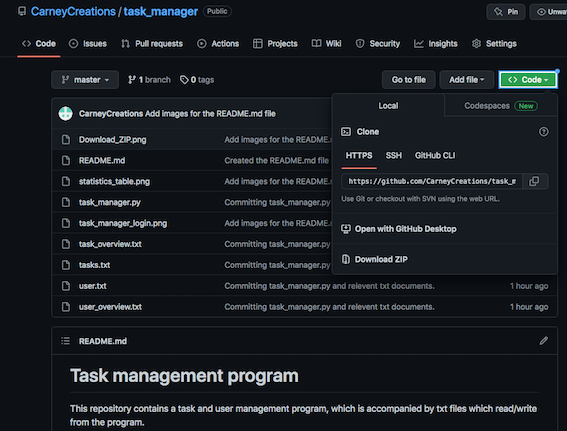 CarneyCreations / task_manager Public
Pin
Unwa
Code Issues Pull requests Actions Projects Wiki Security Insights Settings
master 1 branch 0 tags Go to file Add file Code
Local Codespaces New
CarneyCreations Add images for the README.md file
Clone
Download_ZIP.png Add images for the README.
HTTPS SSH GitHub CLI
README.md Created the README.md file
statistics_table.png Add images for the README.
https://github.com/CarneyCreations/task_m
Use Git or checkout with SVN using the web URL.
task_manager.py Committing task_manager.py
task_manager_login.png Add images for the README.
Open with GitHub Desktop
task_overview.txt Committing task_manager.py
tasks.txt Committing task_manager.py
Download ZIP
user.txt Committing task_manager.py and relevent txt documents. 1 hour ago
user_overview.txt Committing task_manager.py and relevent txt documents. 1 hour ago
README.md
Task management program
This repository contains a task and user management program, which is accompanied by txt files which read/write
from the program.